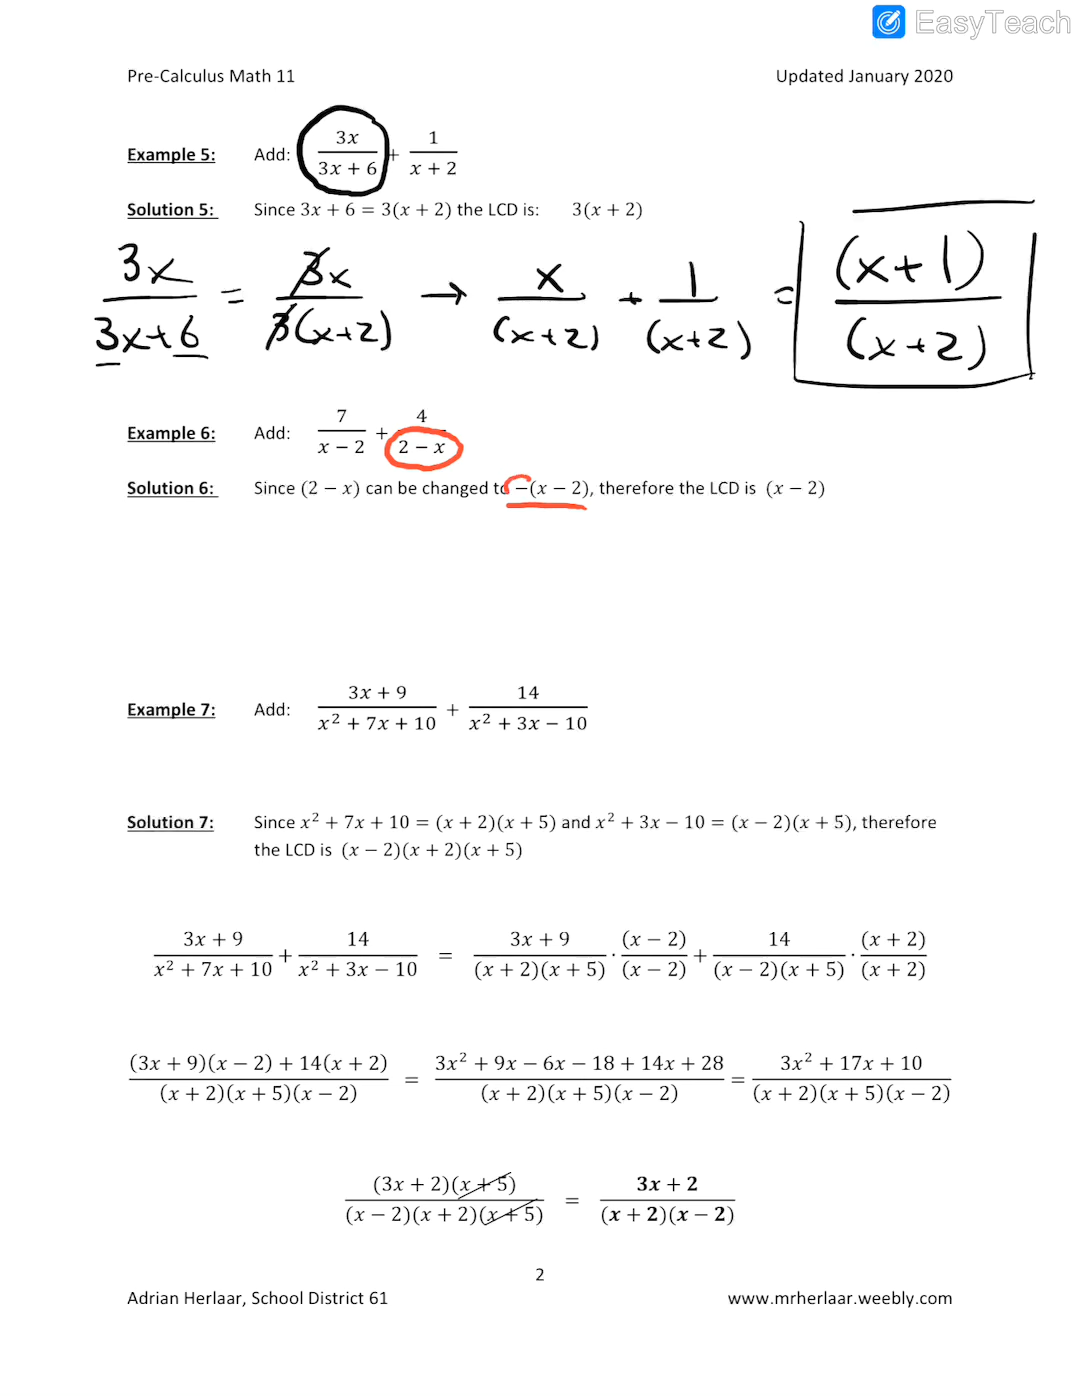 EasyTeach
Pre-Calculus Math 11 Updated January 2020
Example 5: Add: 3x/(3x + 6) + 1/(x + 2)
Solution 5: Since 3x + 6 = 3(x + 2) the LCD is: 3(x + 2)
3x/(3x+6) = 3x/3(x+2) → x/(x+2) + 1/(x+2) = (x+1)/(x+2)
Example 6: Add: 7/(x − 2) + 4/(2 − x)
Solution 6: Since (2 − x) can be changed to −(x − 2), therefore the LCD is (x − 2)
Example 7: Add: (3x + 9)/(x² + 7x + 10) + 14/(x² + 3x − 10)
Solution 7: Since x² + 7x + 10 = (x + 2)(x + 5) and x² + 3x − 10 = (x − 2)(x + 5), therefore
the LCD is (x − 2)(x + 2)(x + 5)
(3x + 9)/(x² + 7x + 10) + 14/(x² + 3x − 10) = (3x + 9)/((x + 2)(x + 5)) · (x − 2)/(x − 2) + 14/((x − 2)(x + 5)) · (x + 2)/(x + 2)
((3x + 9)(x − 2) + 14(x + 2))/((x + 2)(x + 5)(x − 2)) = (3x² + 9x − 6x − 18 + 14x + 28)/((x + 2)(x + 5)(x − 2)) = (3x² + 17x + 10)/((x + 2)(x + 5)(x − 2))
((3x + 2)(x + 5))/((x − 2)(x + 2)(x + 5)) = (3x + 2)/((x + 2)(x − 2))
2
Adrian Herlaar, School District 61 www.mrherlaar.weebly.com